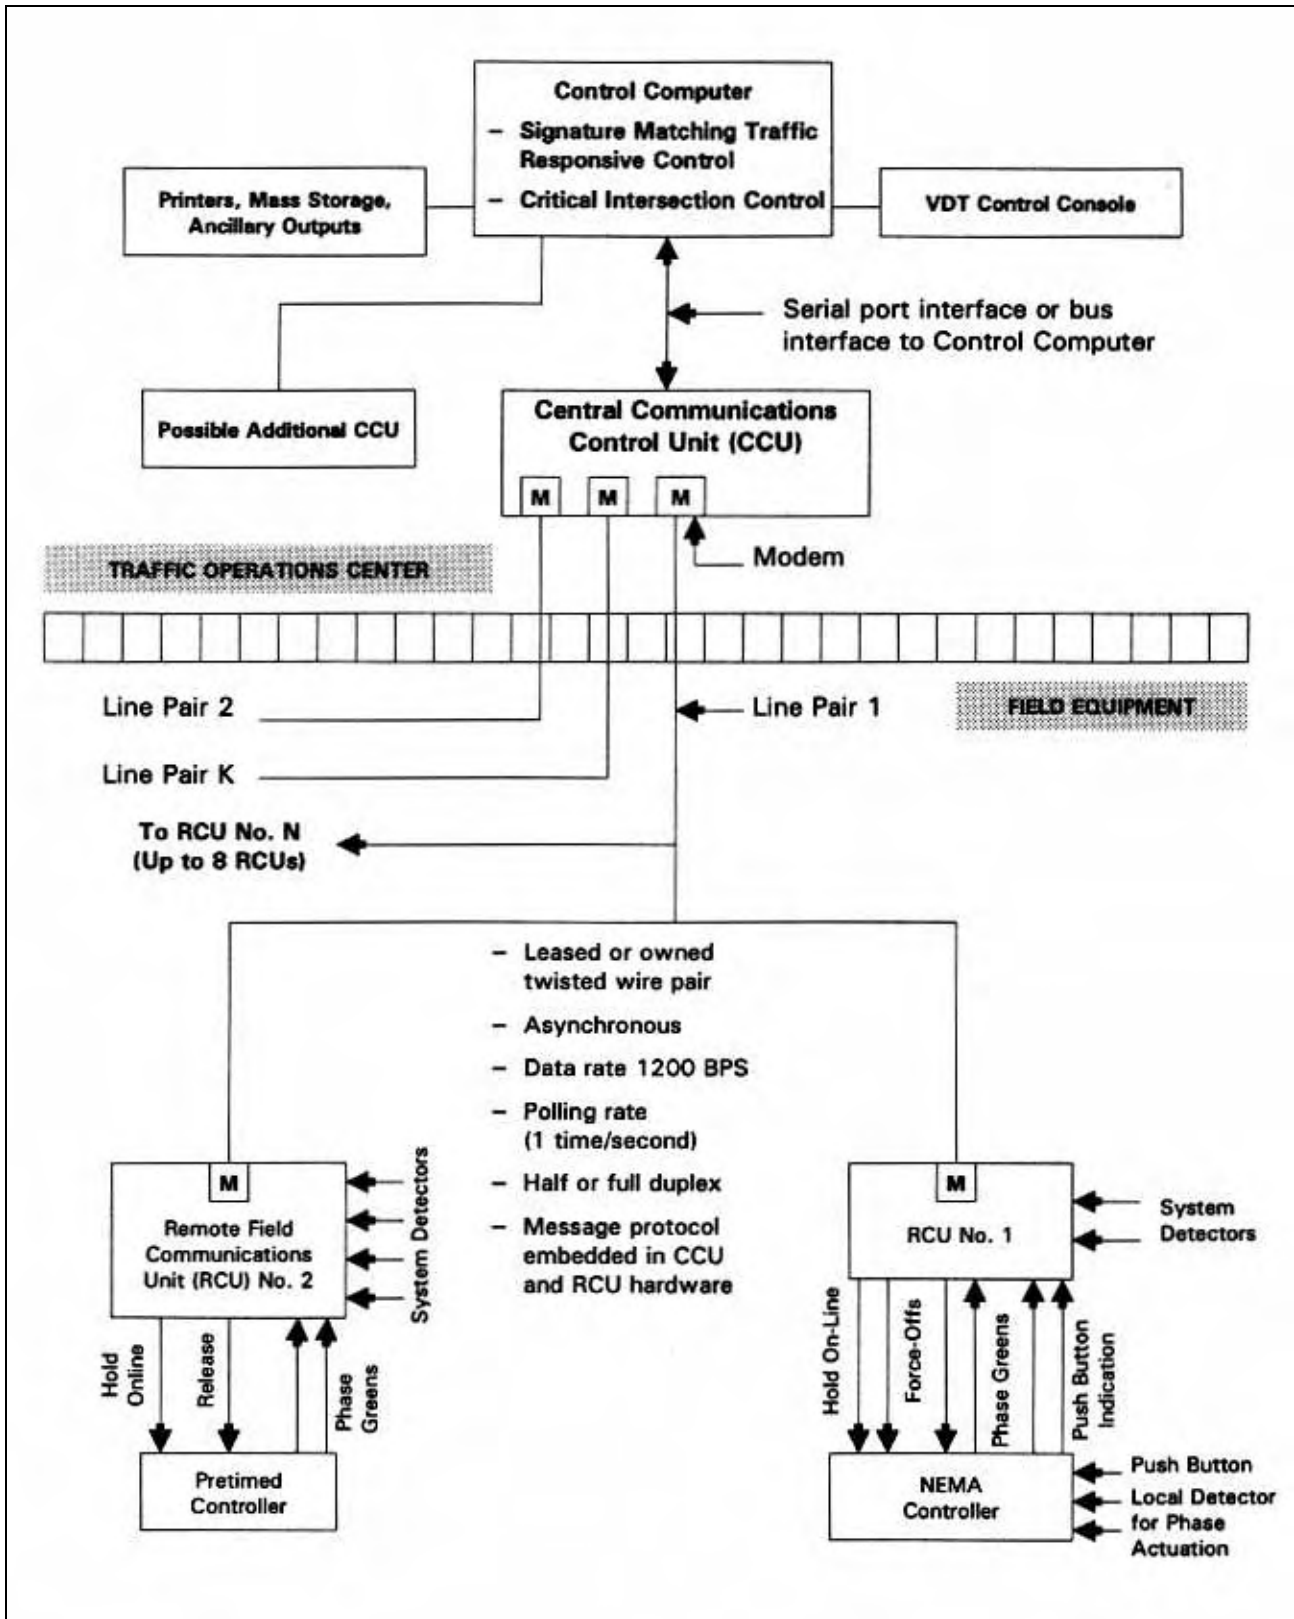 Control Computer
– Signature Matching Traffic
Responsive Control
– Critical Intersection Control
Printers, Mass Storage,
Ancillary Outputs
VDT Control Console
Serial port interface or bus
interface to Control Computer
Possible Additional CCU
Central Communications
Control Unit (CCU)
M
M
M
Modem
TRAFFIC OPERATIONS CENTER
Line Pair 2
Line Pair 1
FIELD EQUIPMENT
Line Pair K
To RCU No. N
(Up to 8 RCUs)
– Leased or owned
twisted wire pair
– Asynchronous
– Data rate 1200 BPS
– Polling rate
(1 time/second)
– Half or full duplex
– Message protocol
embedded in CCU
and RCU hardware
M
Remote Field
Communications
Unit (RCU) No. 2
System Detectors
Hold
Online
Release
Phase
Greens
Pretimed
Controller
M
RCU No. 1
System
Detectors
Hold On-Line
Force-Offs
Phase Greens
Push Button
Indication
NEMA
Controller
Push Button
Local Detector
for Phase
Actuation